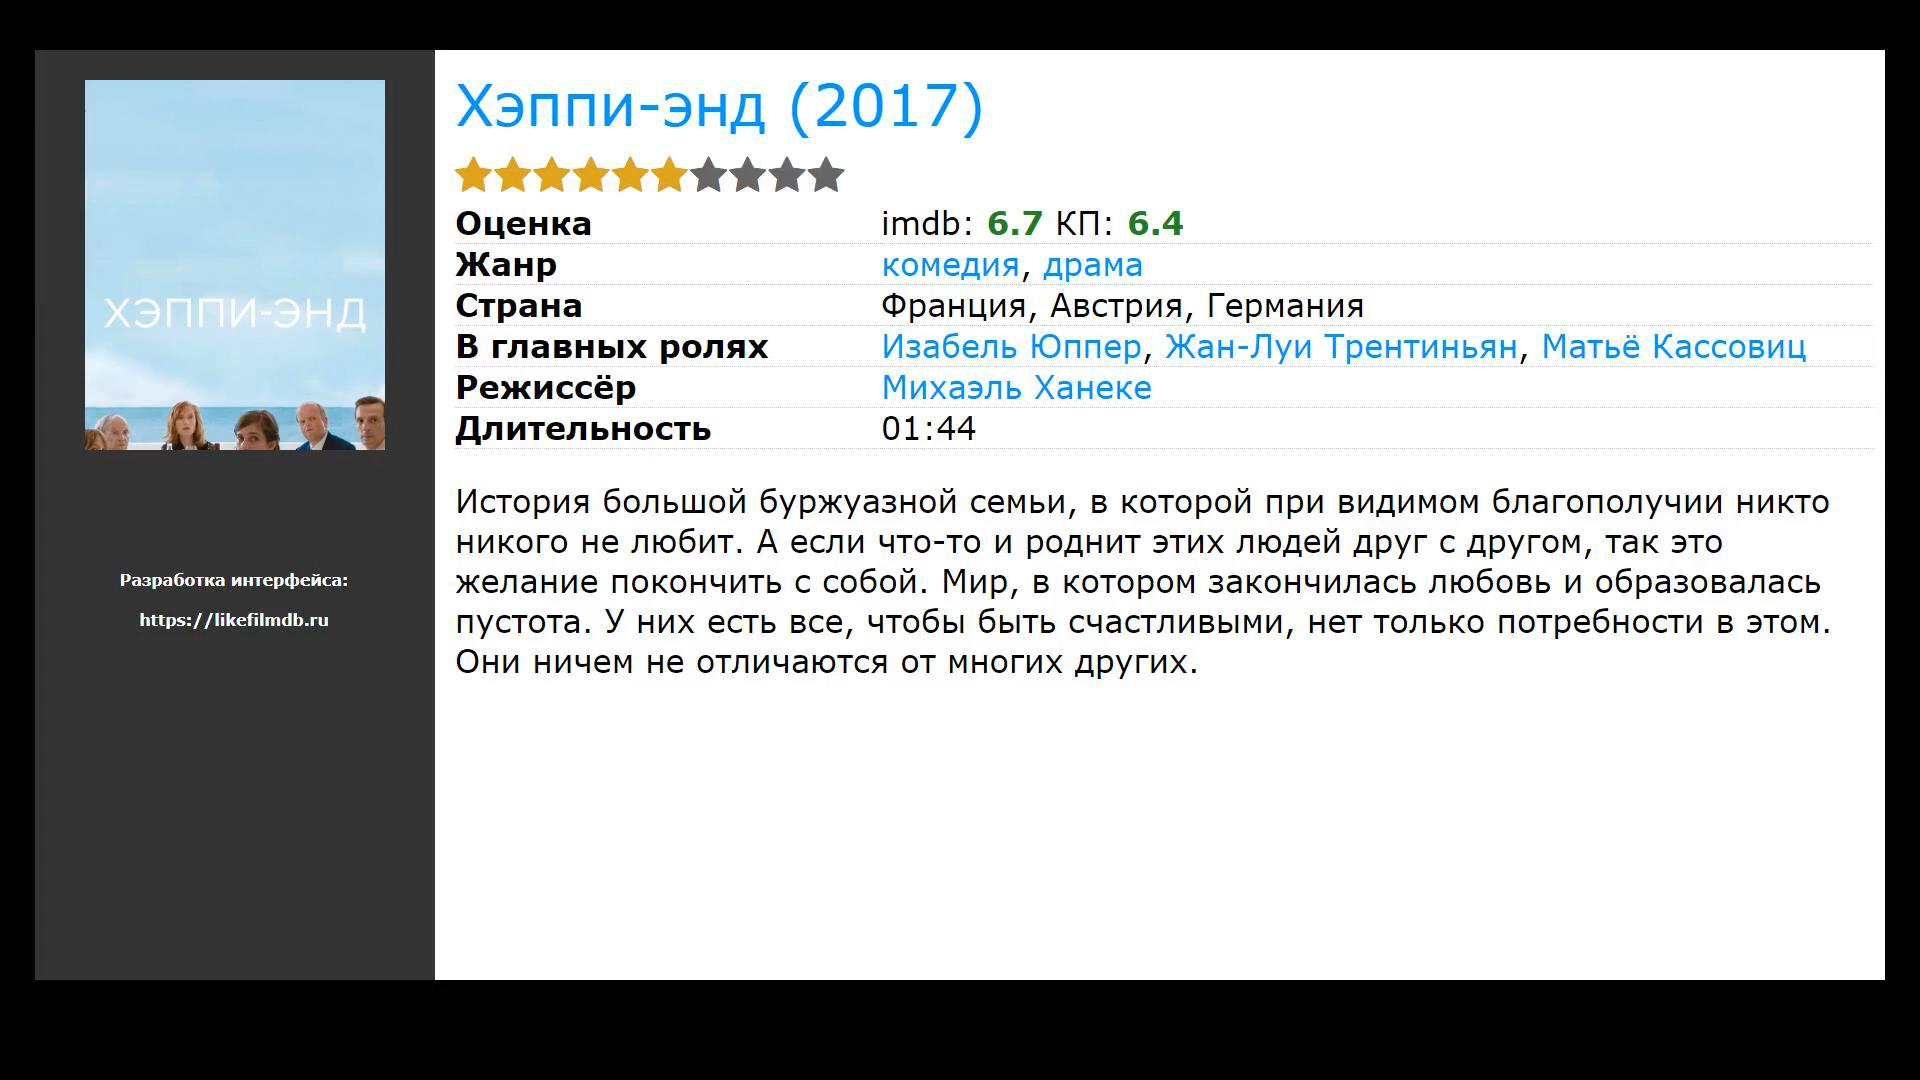 ХЭППИ-ЭНД
Разработка интерфейса:
https://likefilmdb.ru
Хэппи-энд (2017)
Оценка imdb: 6.7 КП: 6.4
Жанр комедия, драма
Страна Франция, Австрия, Германия
В главных ролях Изабель Юппер, Жан-Луи Трентиньян, Матьё Кассовиц
Режиссёр Михаэль Ханеке
Длительность 01:44
История большой буржуазной семьи, в которой при видимом благополучии никто
никого не любит. А если что-то и роднит этих людей друг с другом, так это
желание покончить с собой. Мир, в котором закончилась любовь и образовалась
пустота. У них есть все, чтобы быть счастливыми, нет только потребности в этом.
Они ничем не отличаются от многих других.